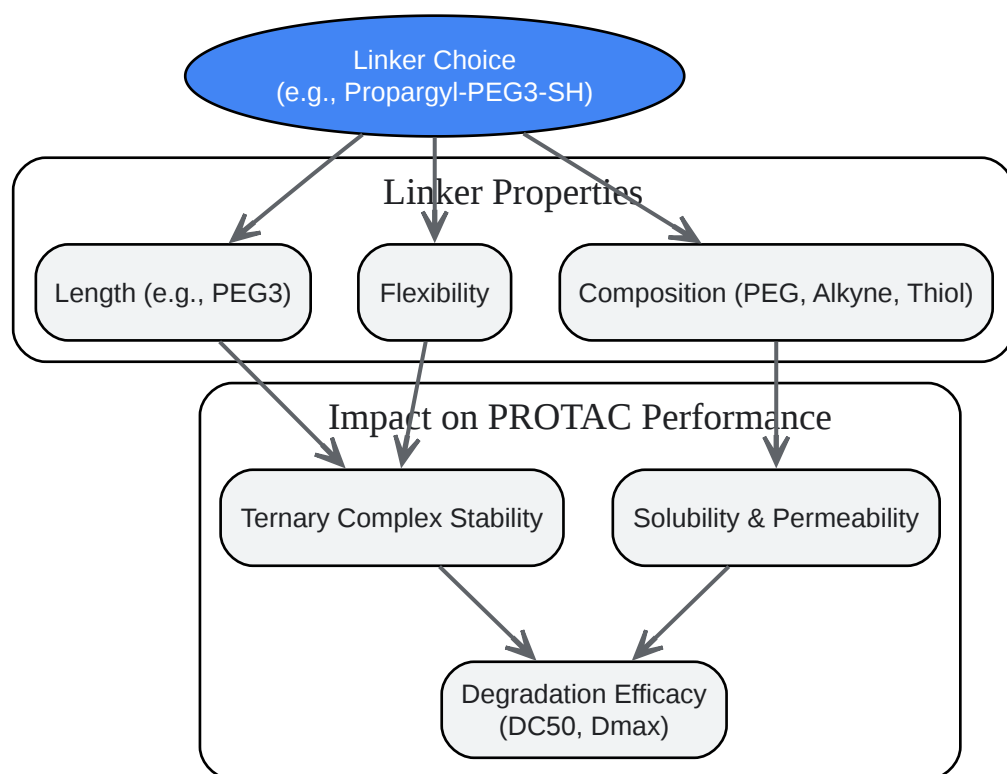 Linker Choice
(e.g., Propargyl-PEG3-SH)
Linker Properties
Length (e.g., PEG3)
Flexibility
Composition (PEG, Alkyne, Thiol)
Impact on PROTAC Performance
Ternary Complex Stability
Solubility & Permeability
Degradation Efficacy
(DC50, Dmax)